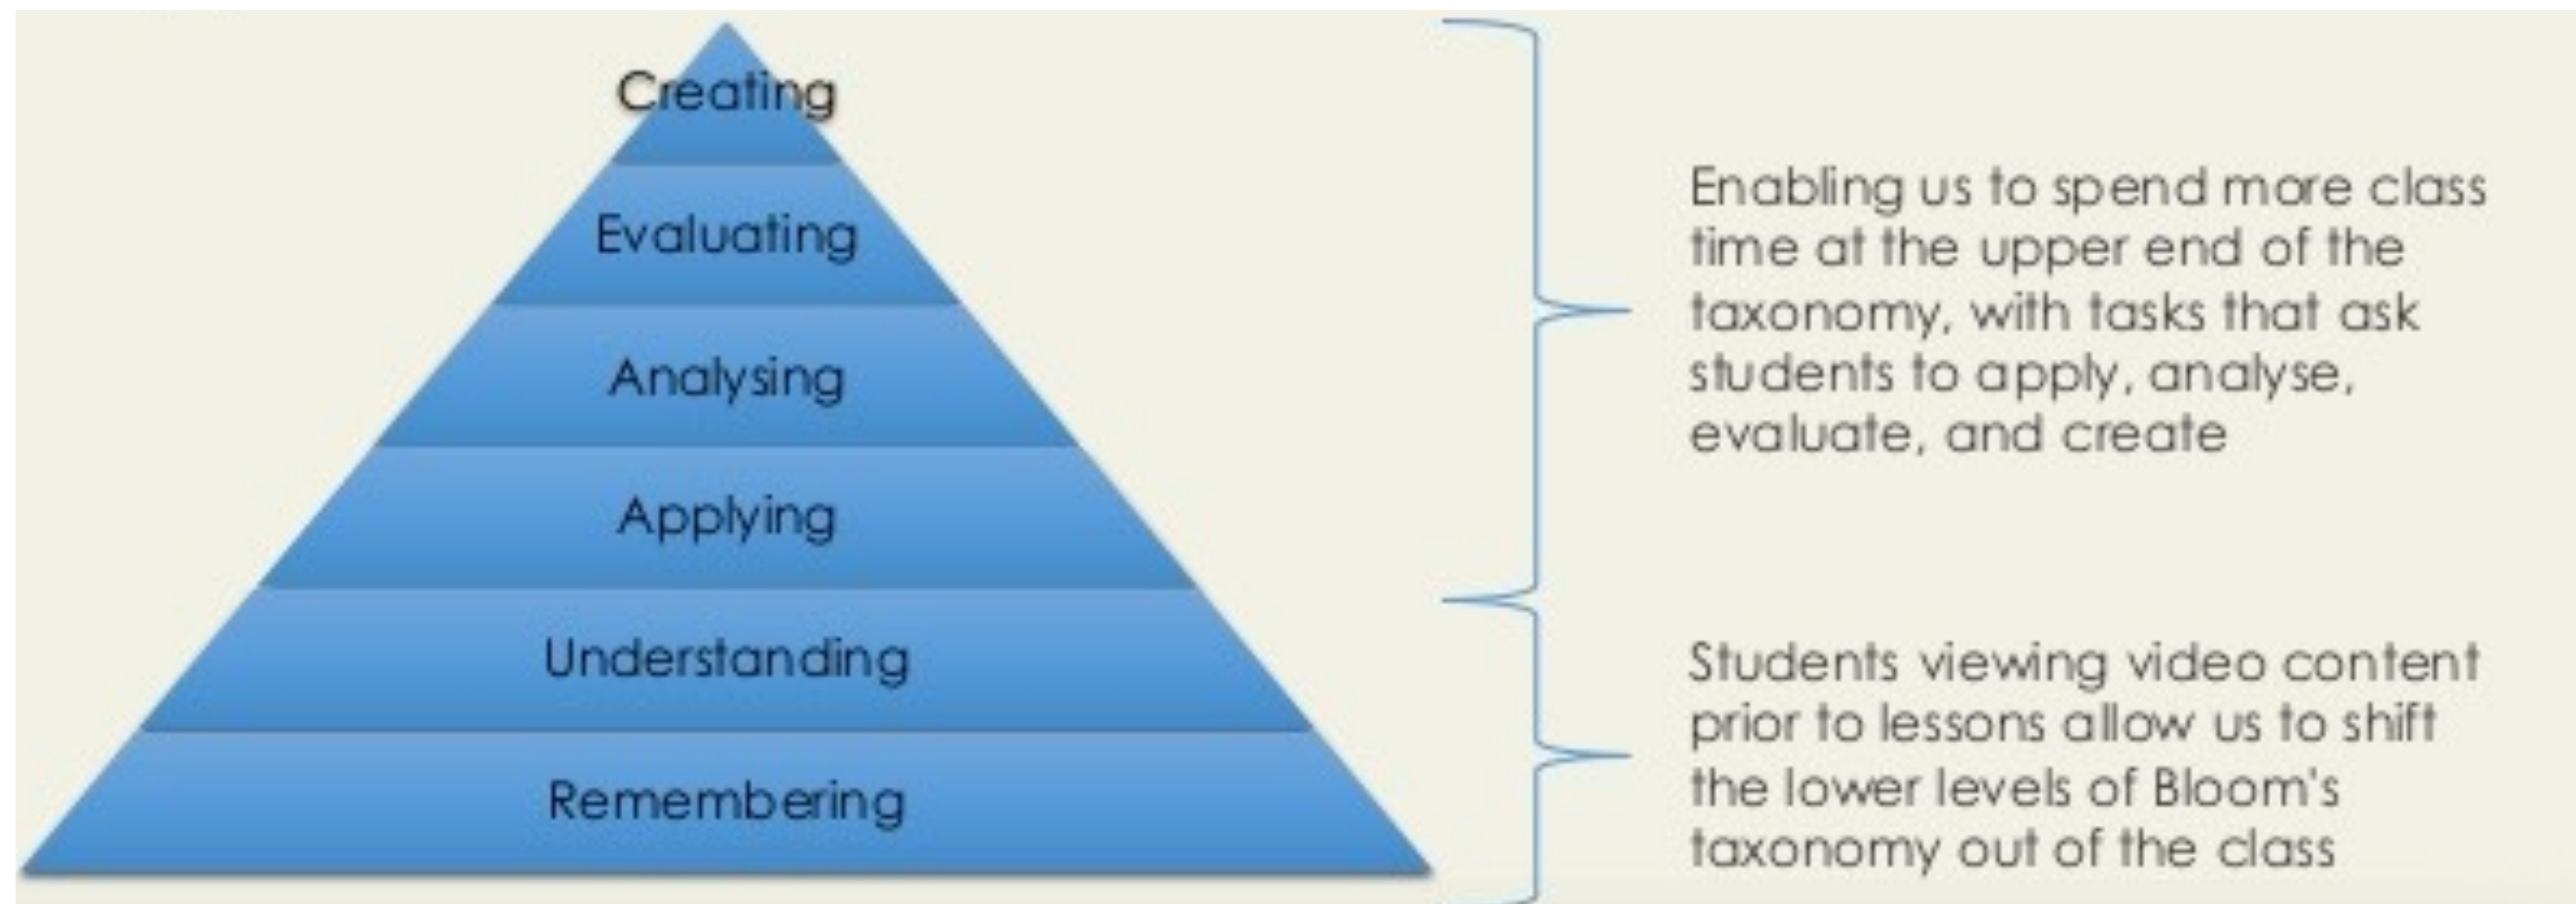 Creating
Evaluating
Analysing
Applying
Understanding
Remembering
Enabling us to spend more class
time at the upper end of the
taxonomy, with tasks that ask
students to apply, analyse,
evaluate, and create
Students viewing video content
prior to lessons allow us to shift
the lower levels of Bloom's
taxonomy out of the class